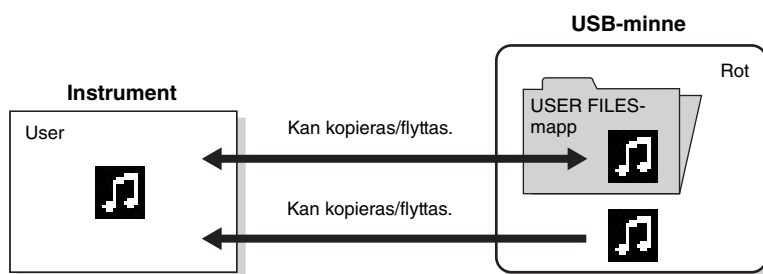 USB-minne
Rot
Instrument
USER FILES-
mapp
User
Kan kopieras/flyttas.
Kan kopieras/flyttas.